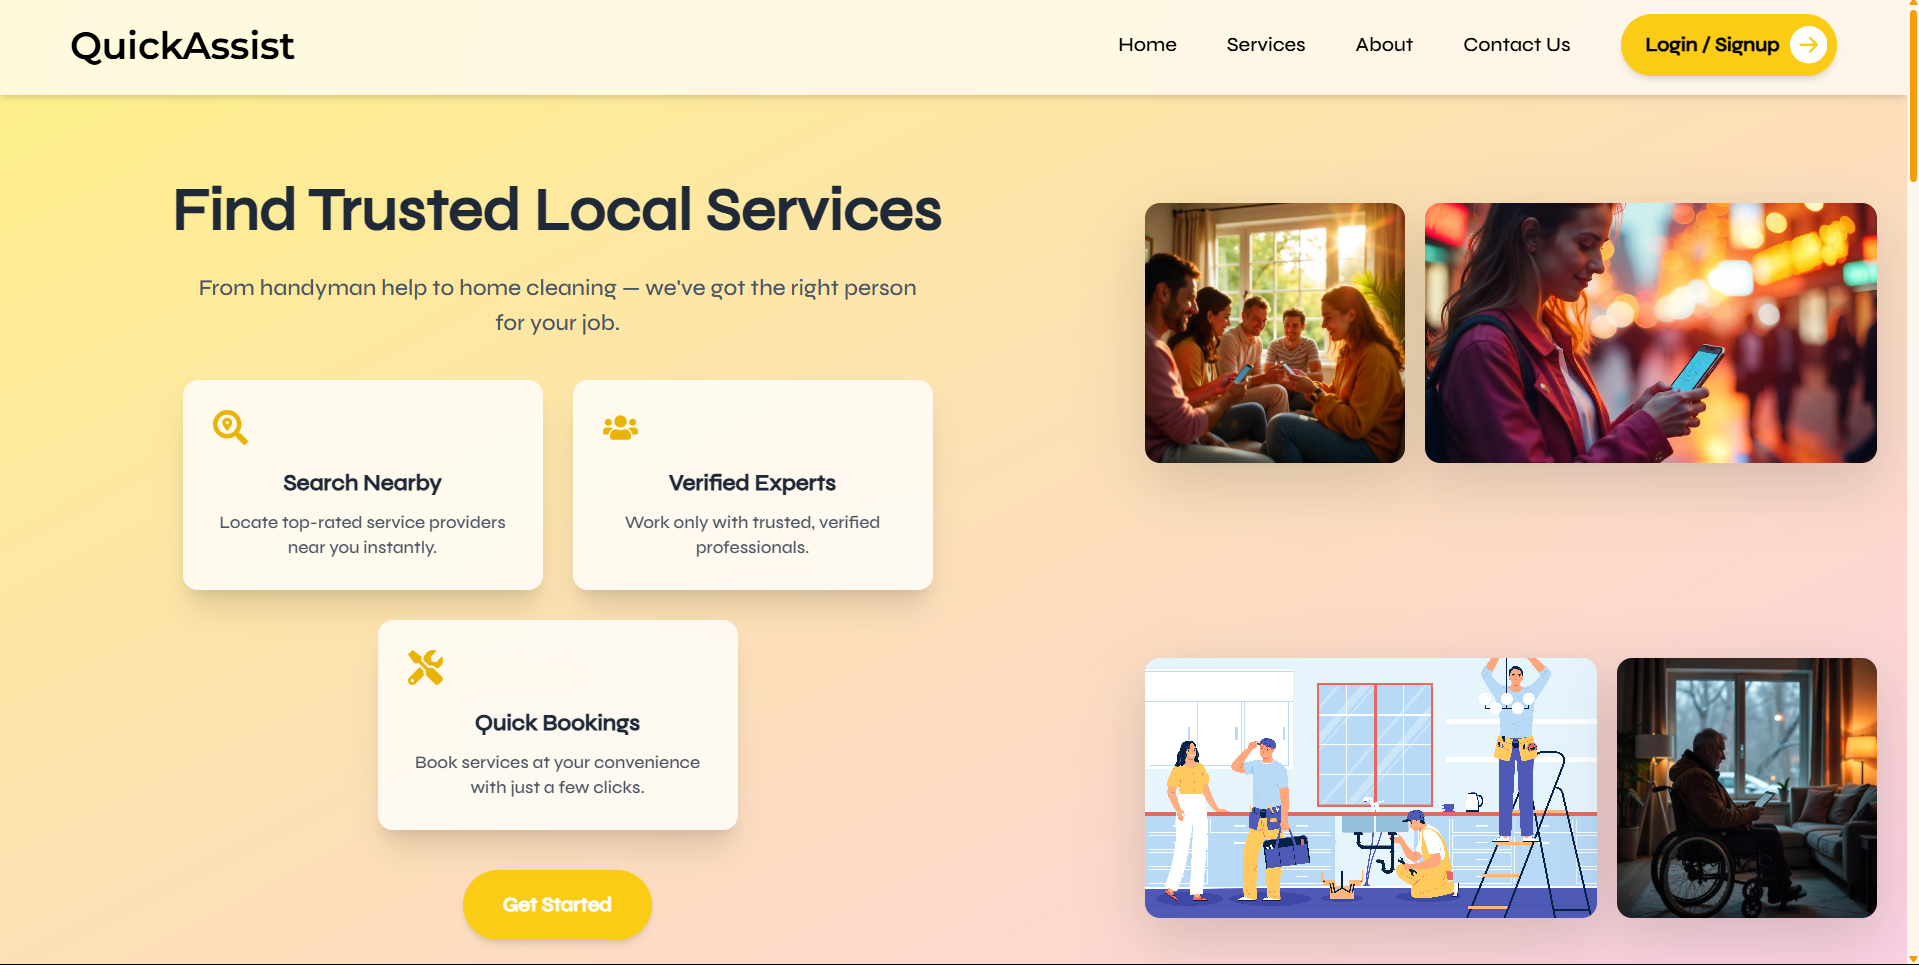 QuickAssist
Home
Services
About
Contact Us
Login / Signup
Find Trusted Local Services
From handyman help to home cleaning — we've got the right person
for your job.
Search Nearby
Locate top-rated service providers
near you instantly.
Verified Experts
Work only with trusted, verified
professionals.
Quick Bookings
Book services at your convenience
with just a few clicks.
Get Started